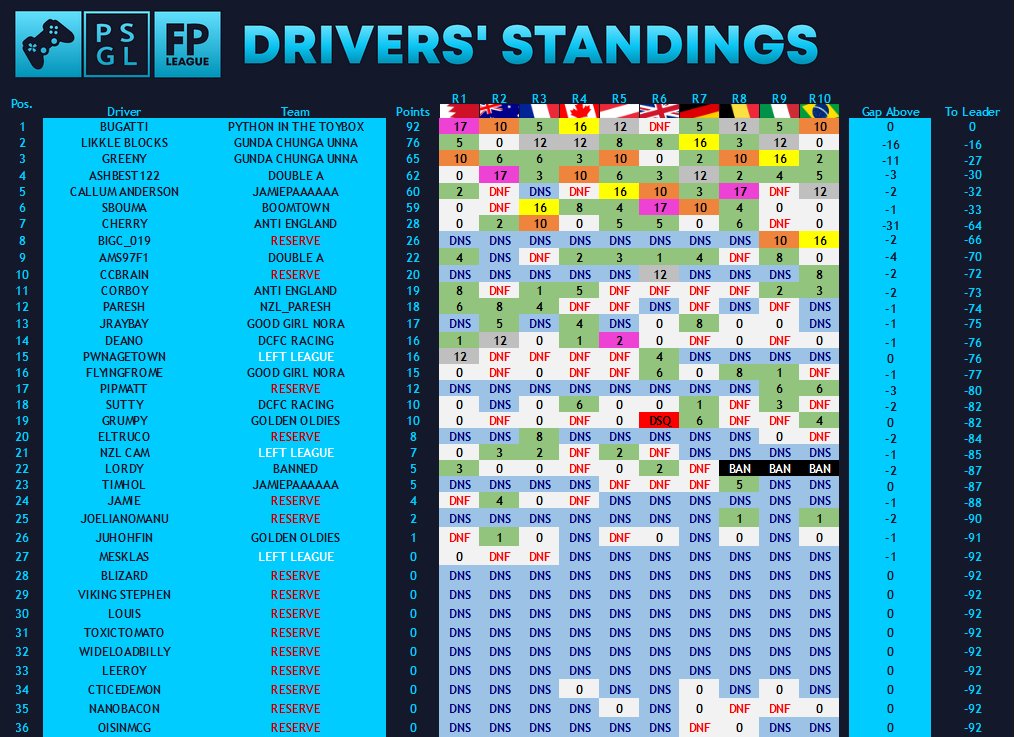 PS GL FP LEAGUE DRIVERS' STANDINGS
R1 R2 R3 R4 R5 R6 R7 R8 R9 R10
Pos. Driver Team Points Gap Above To Leader
1 BUGATTI PYTHON IN THE TOYBOX 92 17 10 5 16 12 DNF 5 12 5 10 0 0
2 LIKKLE BLOCKS GUNDA CHUNGA UNNA 76 5 0 12 12 8 8 16 3 12 0 -16 -16
3 GREENY GUNDA CHUNGA UNNA 65 10 6 6 3 10 0 2 10 16 2 -11 -27
4 ASHBEST122 DOUBLE A 62 0 17 3 10 6 3 12 2 4 5 -3 -30
5 CALLUM ANDERSON JAMIEPAAAAAA 60 2 DNF DNS DNF 16 10 3 17 DNF 12 -2 -32
6 SBOUMA BOOMTOWN 59 0 DNF 16 8 4 17 10 4 0 0 -1 -33
7 CHERRY ANTI ENGLAND 28 0 2 10 0 5 5 0 6 DNF 0 -31 -64
8 BIGC_019 RESERVE 26 DNS DNS DNS DNS DNS DNS DNS DNS 10 16 -2 -66
9 AMS97F1 DOUBLE A 22 4 DNS DNF 2 3 1 4 DNF 8 0 -4 -70
10 CCBRAIN RESERVE 20 DNS DNS DNS DNS DNS 12 DNS DNS DNS 8 -2 -72
11 CORBOY ANTI ENGLAND 19 8 DNF 1 5 DNF DNF DNF DNF 2 3 -2 -73
12 PARESH NZL_PARESH 18 6 8 4 DNF DNF DNS DNF DNS DNF DNS -1 -74
13 JRAYBAY GOOD GIRL NORA 17 DNS 5 DNS 4 DNS 0 8 0 0 DNS -1 -75
14 DEANO DCFC RACING 16 1 12 0 1 2 0 DNF 0 DNF 0 -1 -76
15 PWNAGETOWN LEFT LEAGUE 16 12 DNF DNF DNF DNF 4 DNS DNS DNS DNS 0 -76
16 FLYINGFROME GOOD GIRL NORA 15 0 DNF 0 DNF DNF 6 0 8 1 DNF -1 -77
17 PIPMATT RESERVE 12 DNS DNS DNS DNS DNS DNS DNS DNS 6 6 -3 -80
18 SUTTY DCFC RACING 10 0 DNS 0 6 0 0 1 DNF 3 DNF -2 -82
19 GRUMPY GOLDEN OLDIES 10 0 DNF 0 DNF 0 DSQ 6 DNF DNF 4 0 -82
20 ELTRUCO RESERVE 8 DNS DNS 8 DNS DNS DNS DNS DNS 0 DNF -2 -84
21 NZL CAM LEFT LEAGUE 7 0 3 2 DNF 2 DNF DNS DNS DNS DNS -1 -85
22 LORDY BANNED 5 3 0 0 DNF 0 2 DNF BAN BAN BAN -2 -87
23 TIMHOL JAMIEPAAAAAA 5 DNS DNS DNS DNS DNF DNF DNF 5 DNS DNS 0 -87
24 JAMIE RESERVE 4 DNF 4 0 DNF DNS DNS DNS DNS DNS DNS -1 -88
25 JOELIANOMANU RESERVE 2 DNS DNS DNS DNS DNS DNS DNS 1 DNS 1 -2 -90
26 JUHOHFIN GOLDEN OLDIES 1 DNF 1 0 DNS DNF 0 DNS 0 DNS 0 -1 -91
27 MESKLAS LEFT LEAGUE 0 0 DNF DNF DNS DNS DNS DNS DNS DNS DNS -1 -92
28 BLIZARD RESERVE 0 DNS DNS DNS DNS DNS DNS DNS DNS DNS DNS 0 -92
29 VIKING STEPHEN RESERVE 0 DNS DNS DNS DNS DNS DNS DNS DNS DNS DNS 0 -92
30 LOUIS RESERVE 0 DNS DNS DNS DNS DNS DNS DNS DNS DNS DNS 0 -92
31 TOXICTOMATO RESERVE 0 DNS DNS DNS DNS DNS DNS DNS DNS DNS DNS 0 -92
32 WIDELOADBILLY RESERVE 0 DNS DNS DNS DNS DNS DNS DNS DNS DNS DNS 0 -92
33 LEEROY RESERVE 0 DNS DNS DNS DNS DNS DNS DNS DNS DNS DNS 0 -92
34 CTICEDEMON RESERVE 0 DNS DNS DNS 0 DNS DNS 0 DNS 0 DNS 0 -92
35 NANOBACON RESERVE 0 DNS DNS DNS DNS 0 DNS 0 DNF DNF 0 0 -92
36 OISINMCG RESERVE 0 DNS DNS DNS DNS DNS DNS DNF 0 DNS DNS 0 -92